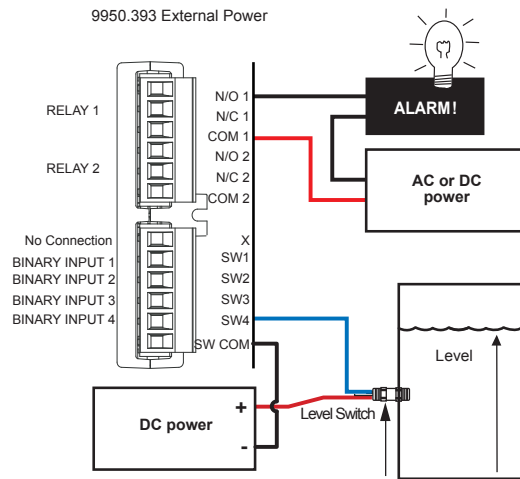 9950.393 External Power
RELAY 1
RELAY 2
N/O 1
N/C 1
COM 1
N/O 2
N/C 2
COM 2
ALARM!
AC or DC
power
No Connection
BINARY INPUT 1
BINARY INPUT 2
BINARY INPUT 3
BINARY INPUT 4
X
SW1
SW2
SW3
SW4
SW COM
Level
Level Switch
DC power
+
-